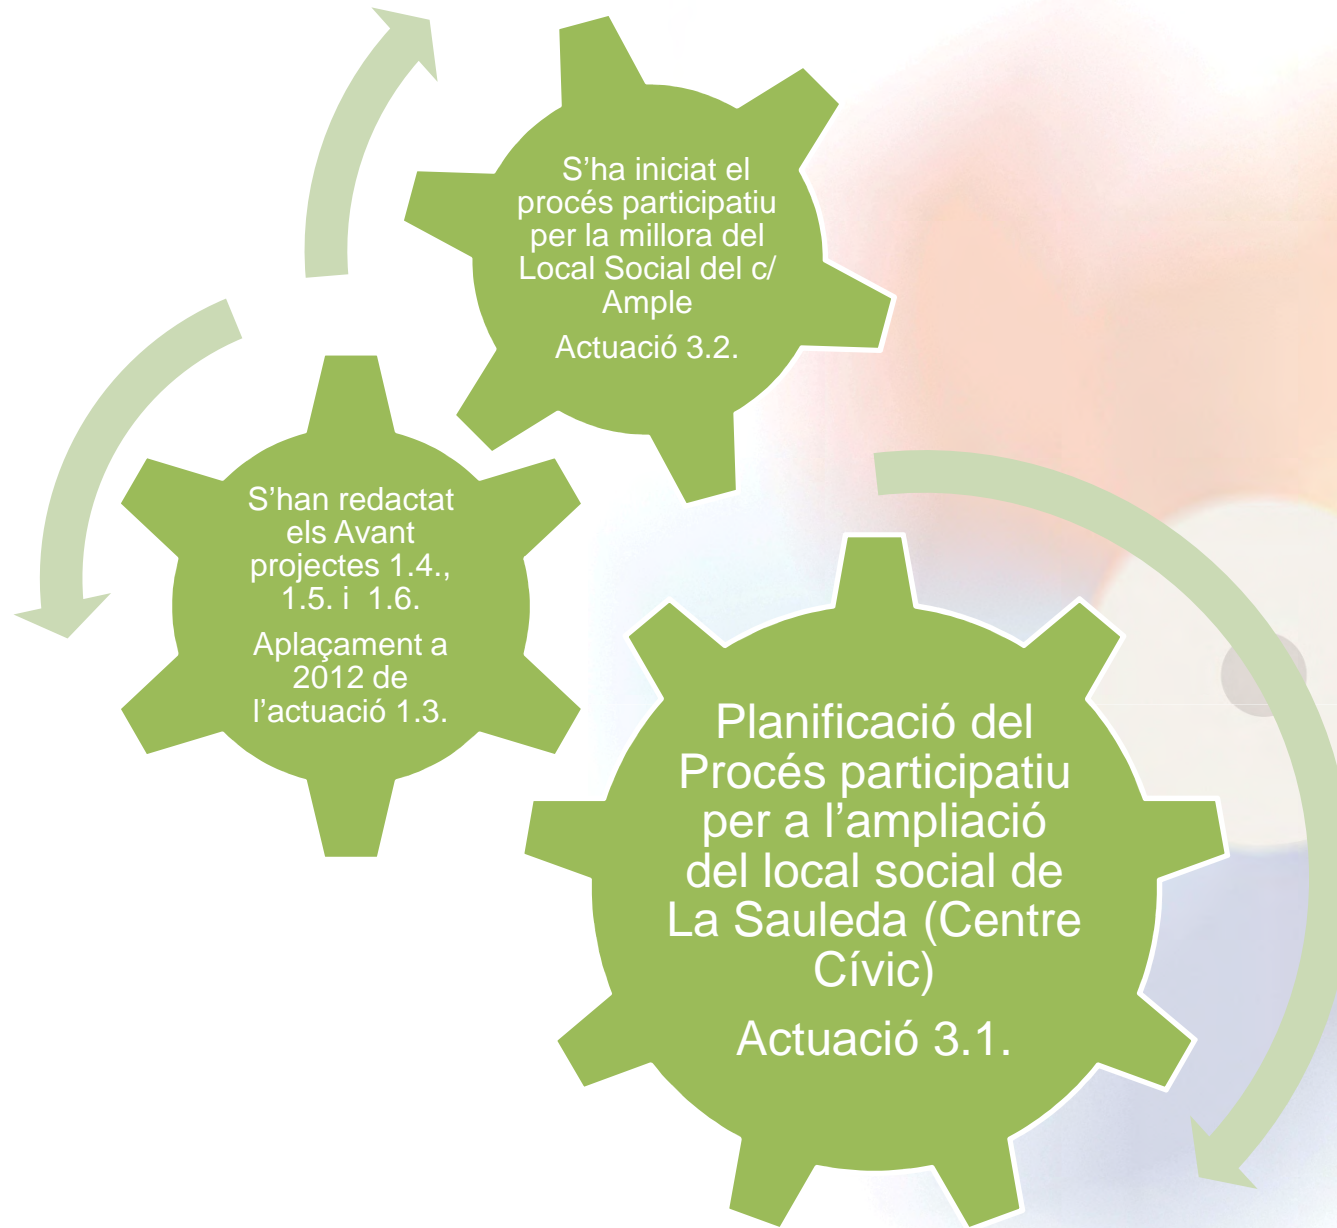 S’ha iniciat el
procés participatiu
per la millora del
Local Social del c/
Ample
Actuació 3.2.
S’han redactat
els Avant
projectes 1.4.,
1.5. i 1.6.
Aplaçament a
2012 de
l’actuació 1.3.
Planificació del
Procés participatiu
per a l’ampliació
del local social de
La Sauleda (Centre
Cívic)
Actuació 3.1.